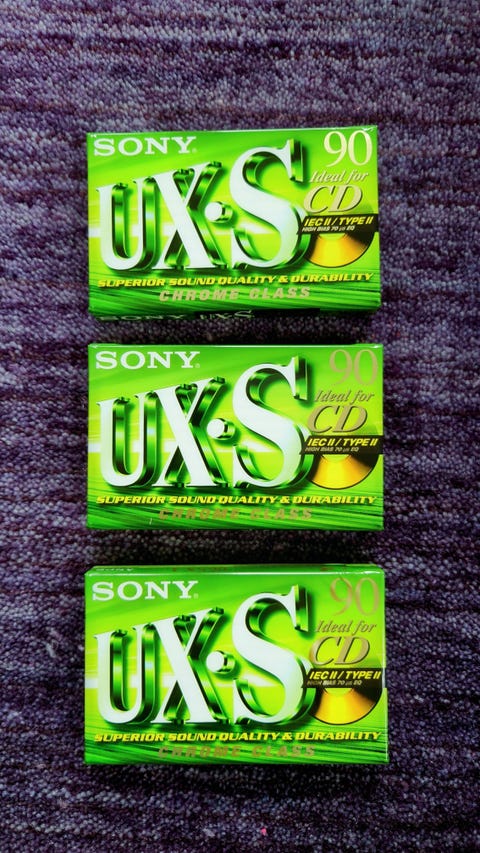 SONY®
90
Ideal for
CD
UX·S
IEC II / TYPE II
HIGH BIAS 70 μs EQ
SUPERIOR SOUND QUALITY & DURABILITY
CHROME CLASS
SONY UX·S
SONY®
90
Ideal for
CD
UX·S
IEC II / TYPE II
HIGH BIAS 70 μs EQ
SUPERIOR SOUND QUALITY & DURABILITY
CHROME CLASS
SONY®
90
Ideal for
CD
UX·S
IEC II / TYPE II
HIGH BIAS 70 μs EQ
SUPERIOR SOUND QUALITY & DURABILITY
CHROME CLASS